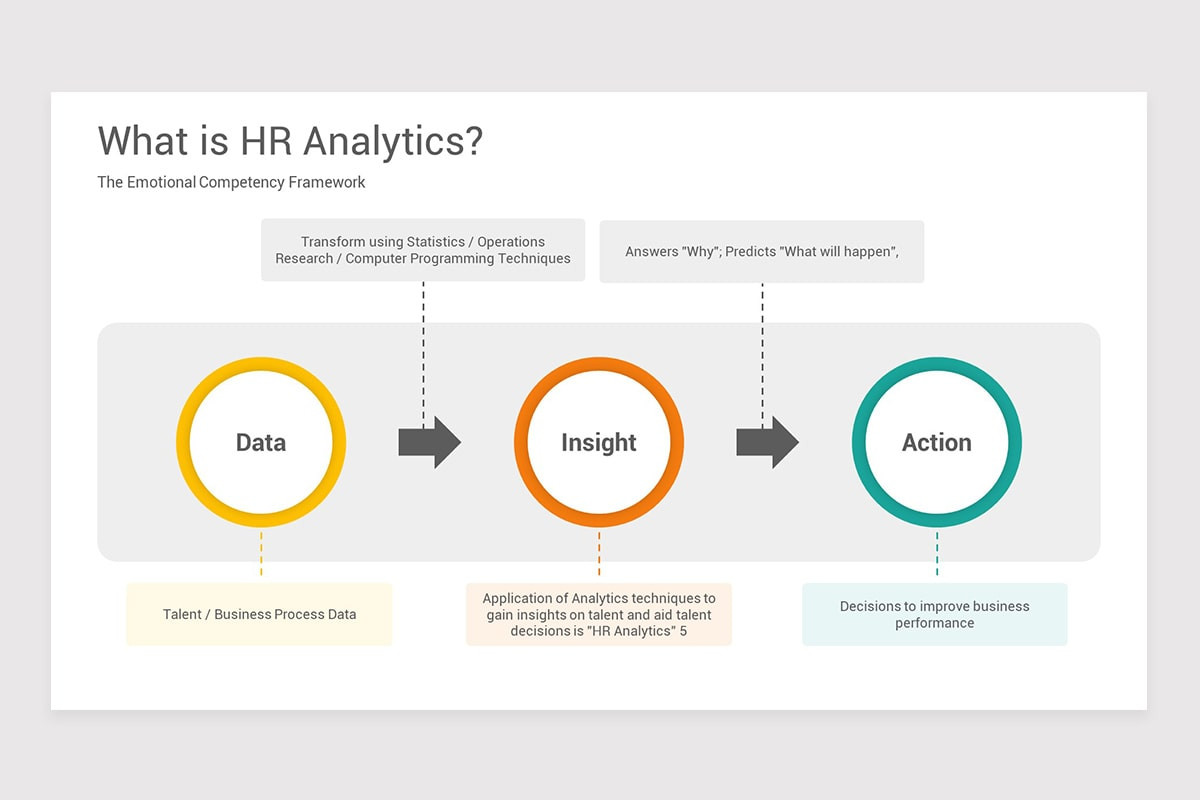 What is HR Analytics?
The Emotional Competency Framework
Transform using Statistics / Operations
Research / Computer Programming Techniques
Answers "Why"; Predicts "What will happen",
Data
Insight
Action
Talent / Business Process Data
Application of Analytics techniques to
gain insights on talent and aid talent
decisions is "HR Analytics" 5
Decisions to improve business
performance